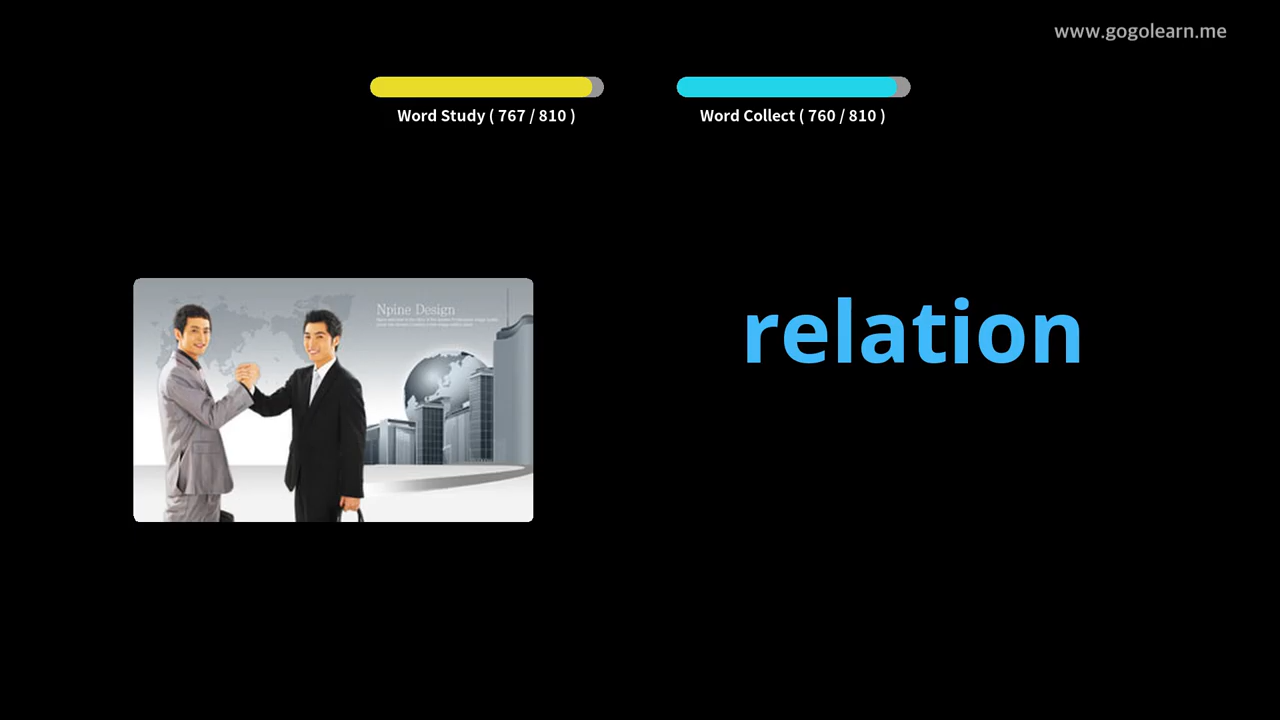 www.gogolearn.me
Word Study ( 767 / 810 )
Word Collect ( 760 / 810 )
Npine Design
relation